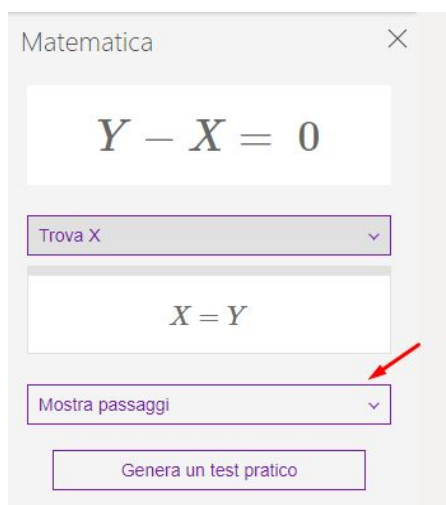 Matematica
Y − X = 0
Trova X
X = Y
Mostra passaggi
Genera un test pratico